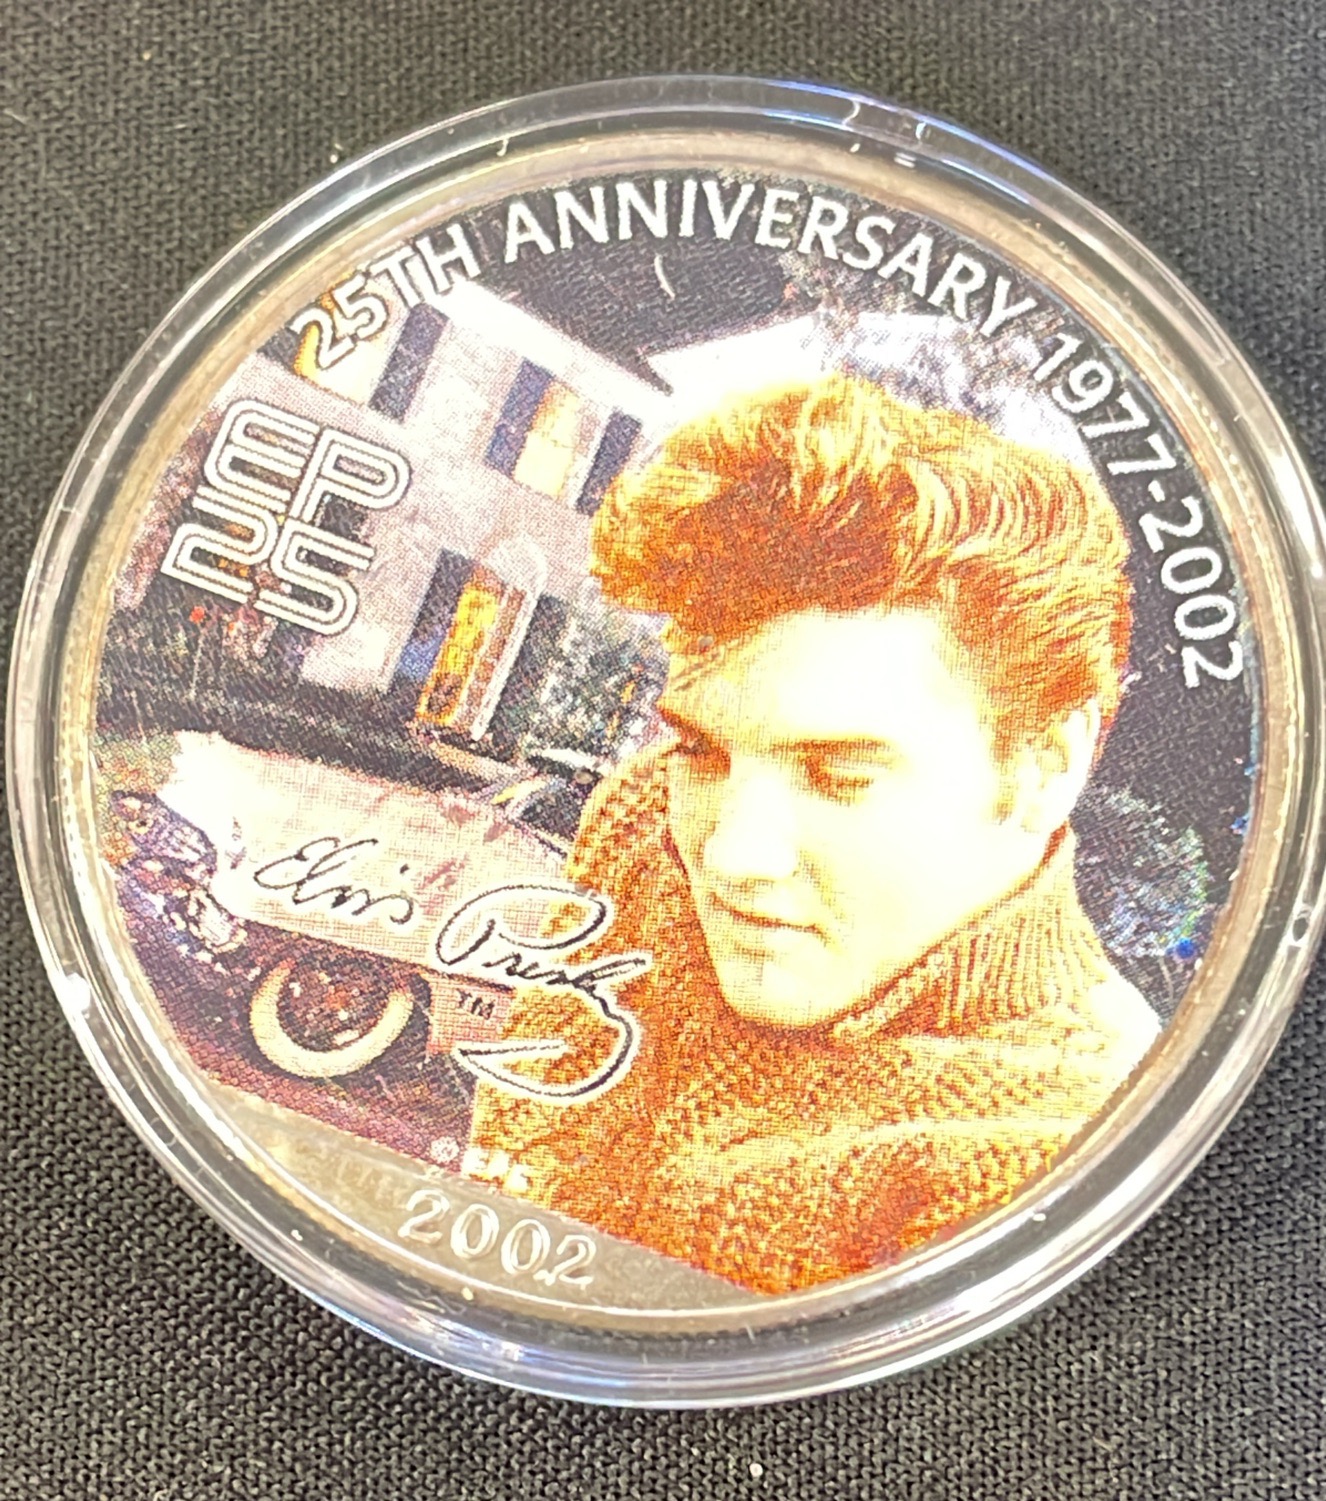 25TH ANNIVERSARY 1977-2002
EP
25
Elvis Presley
TM
2002